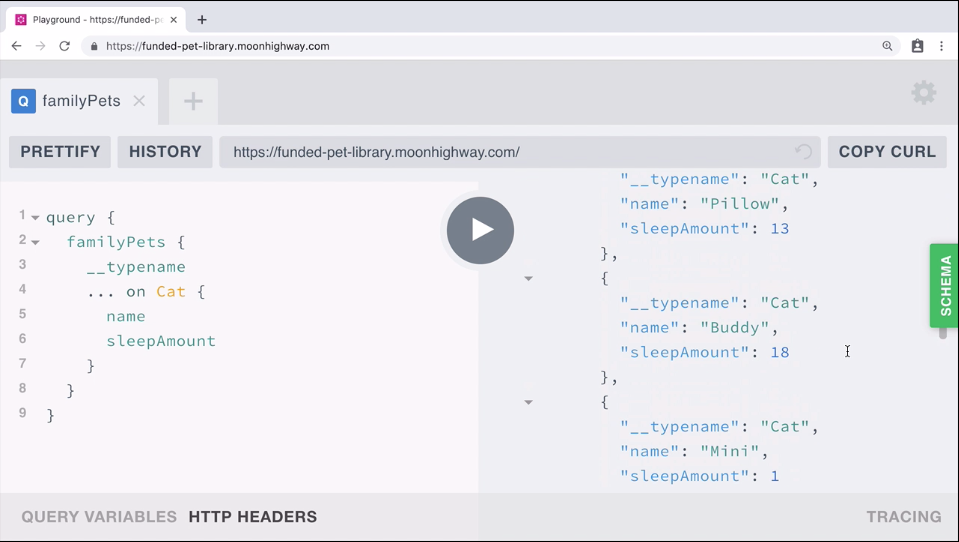 Playground - https://funded-pe
https://funded-pet-library.moonhighway.com
Q familyPets
PRETTIFY HISTORY https://funded-pet-library.moonhighway.com/ COPY CURL
1 query {
2 familyPets {
3 __typename
4 ... on Cat {
5 name
6 sleepAmount
7 }
8 }
9 }
"__typename": "Cat",
"name": "Pillow",
"sleepAmount": 13
},
{
"__typename": "Cat",
"name": "Buddy",
"sleepAmount": 18
},
{
"__typename": "Cat",
"name": "Mini",
"sleepAmount": 1
SCHEMA
QUERY VARIABLES HTTP HEADERS
TRACING